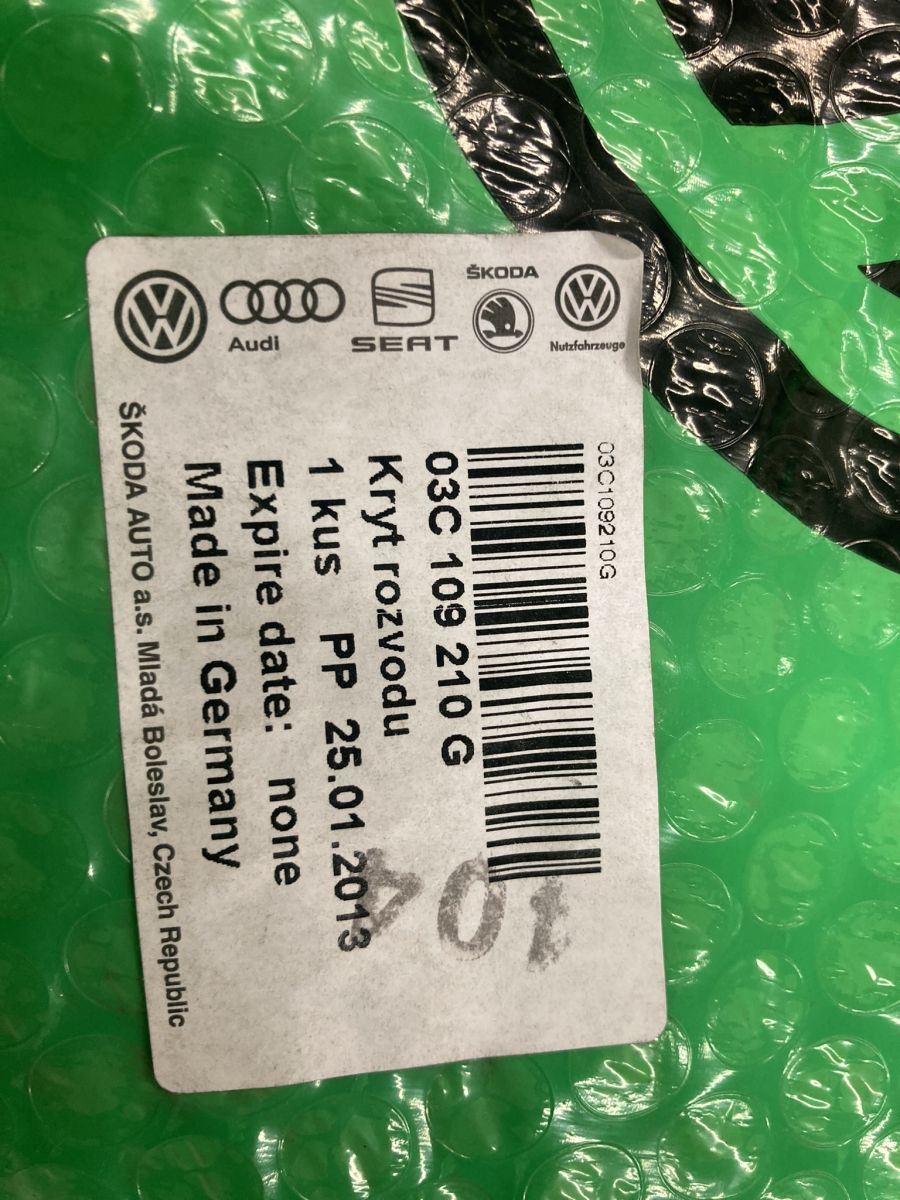 Audi
SEAT
ŠKODA
Nutzfahrzeuge
03C109210G
03C 109 210 G
Kryt rozvodu
1 kus PP 25.01.2013
Expire date: none
Made in Germany
ŠKODA AUTO a.s. Mladá Boleslav, Czech Republic